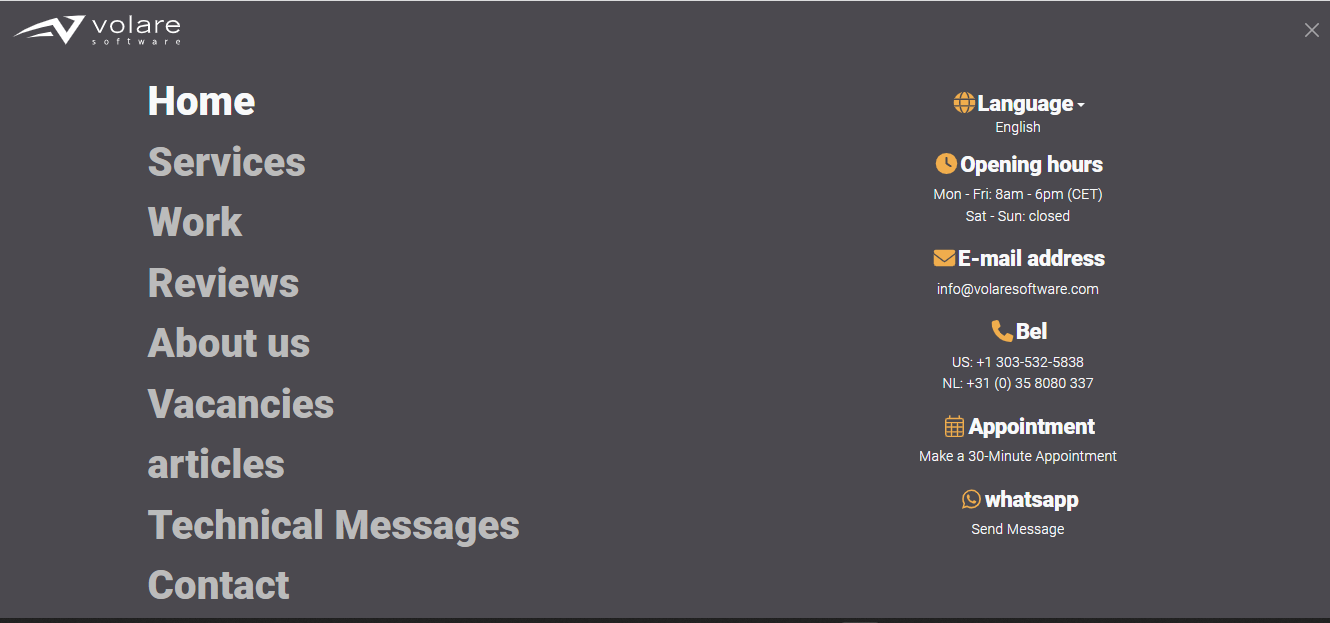 volare
software
Home
Services
Work
Reviews
About us
Vacancies
articles
Technical Messages
Contact
Language
English
Opening hours
Mon - Fri: 8am - 6pm (CET)
Sat - Sun: closed
E-mail address
info@volaresoftware.com
Bel
US: +1 303-532-5838
NL: +31 (0) 35 8080 337
Appointment
Make a 30-Minute Appointment
whatsapp
Send Message